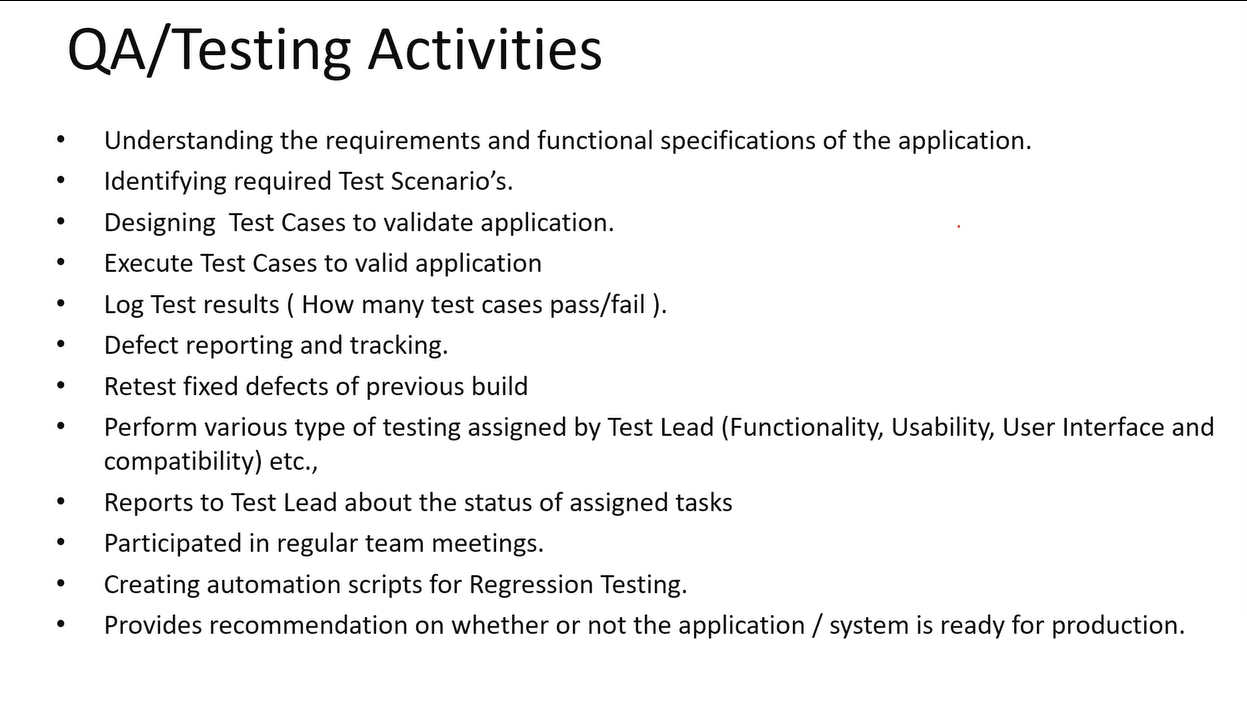 QA/Testing Activities
• Understanding the requirements and functional specifications of the application.
• Identifying required Test Scenario’s.
• Designing  Test Cases to validate application.
• Execute Test Cases to valid application
• Log Test results ( How many test cases pass/fail ).
• Defect reporting and tracking.
• Retest fixed defects of previous build
• Perform various type of testing assigned by Test Lead (Functionality, Usability, User Interface and
compatibility) etc.,
• Reports to Test Lead about the status of assigned tasks
• Participated in regular team meetings.
• Creating automation scripts for Regression Testing.
• Provides recommendation on whether or not the application / system is ready for production.